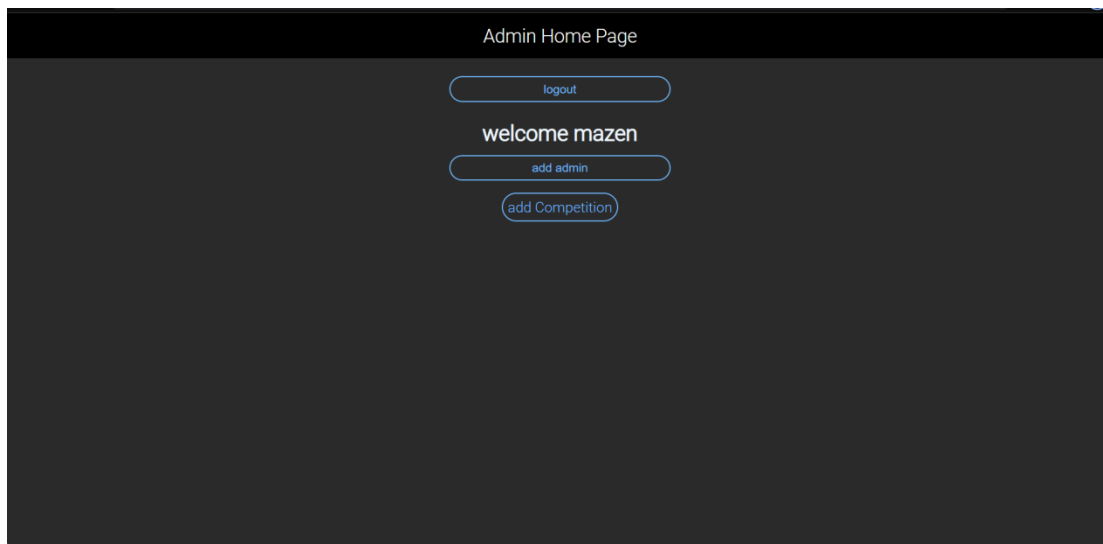 Admin Home Page
logout
welcome mazen
add admin
add Competition